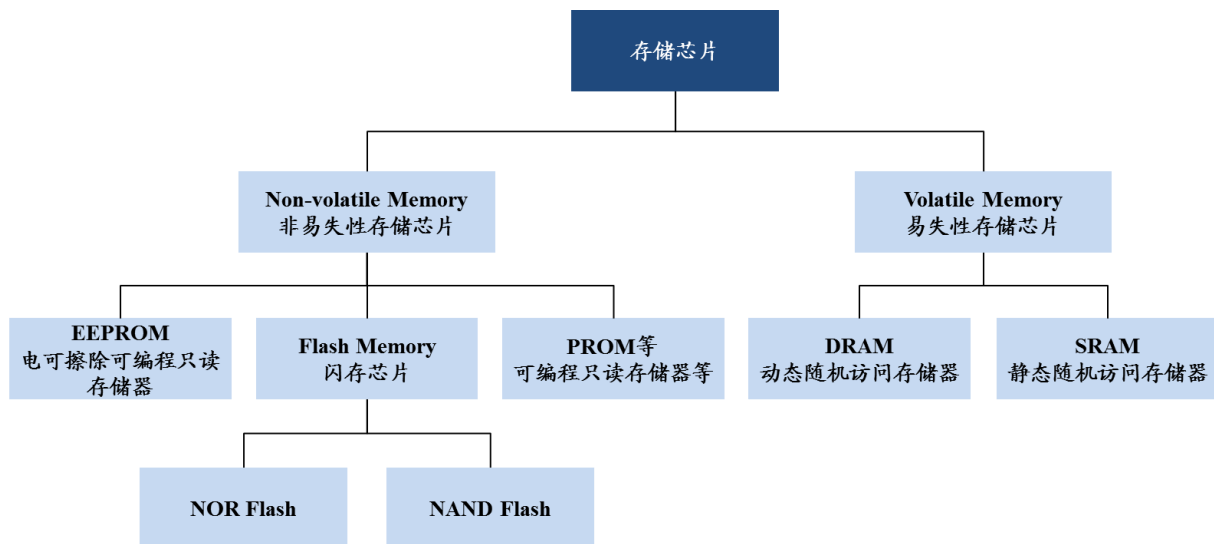 存储芯片
Non-volatile Memory
非易失性存储芯片
Volatile Memory
易失性存储芯片
EEPROM
电可擦除可编程只读
存储器
Flash Memory
闪存芯片
PROM等
可编程只读存储器等
DRAM
动态随机访问存储器
SRAM
静态随机访问存储器
NOR Flash
NAND Flash